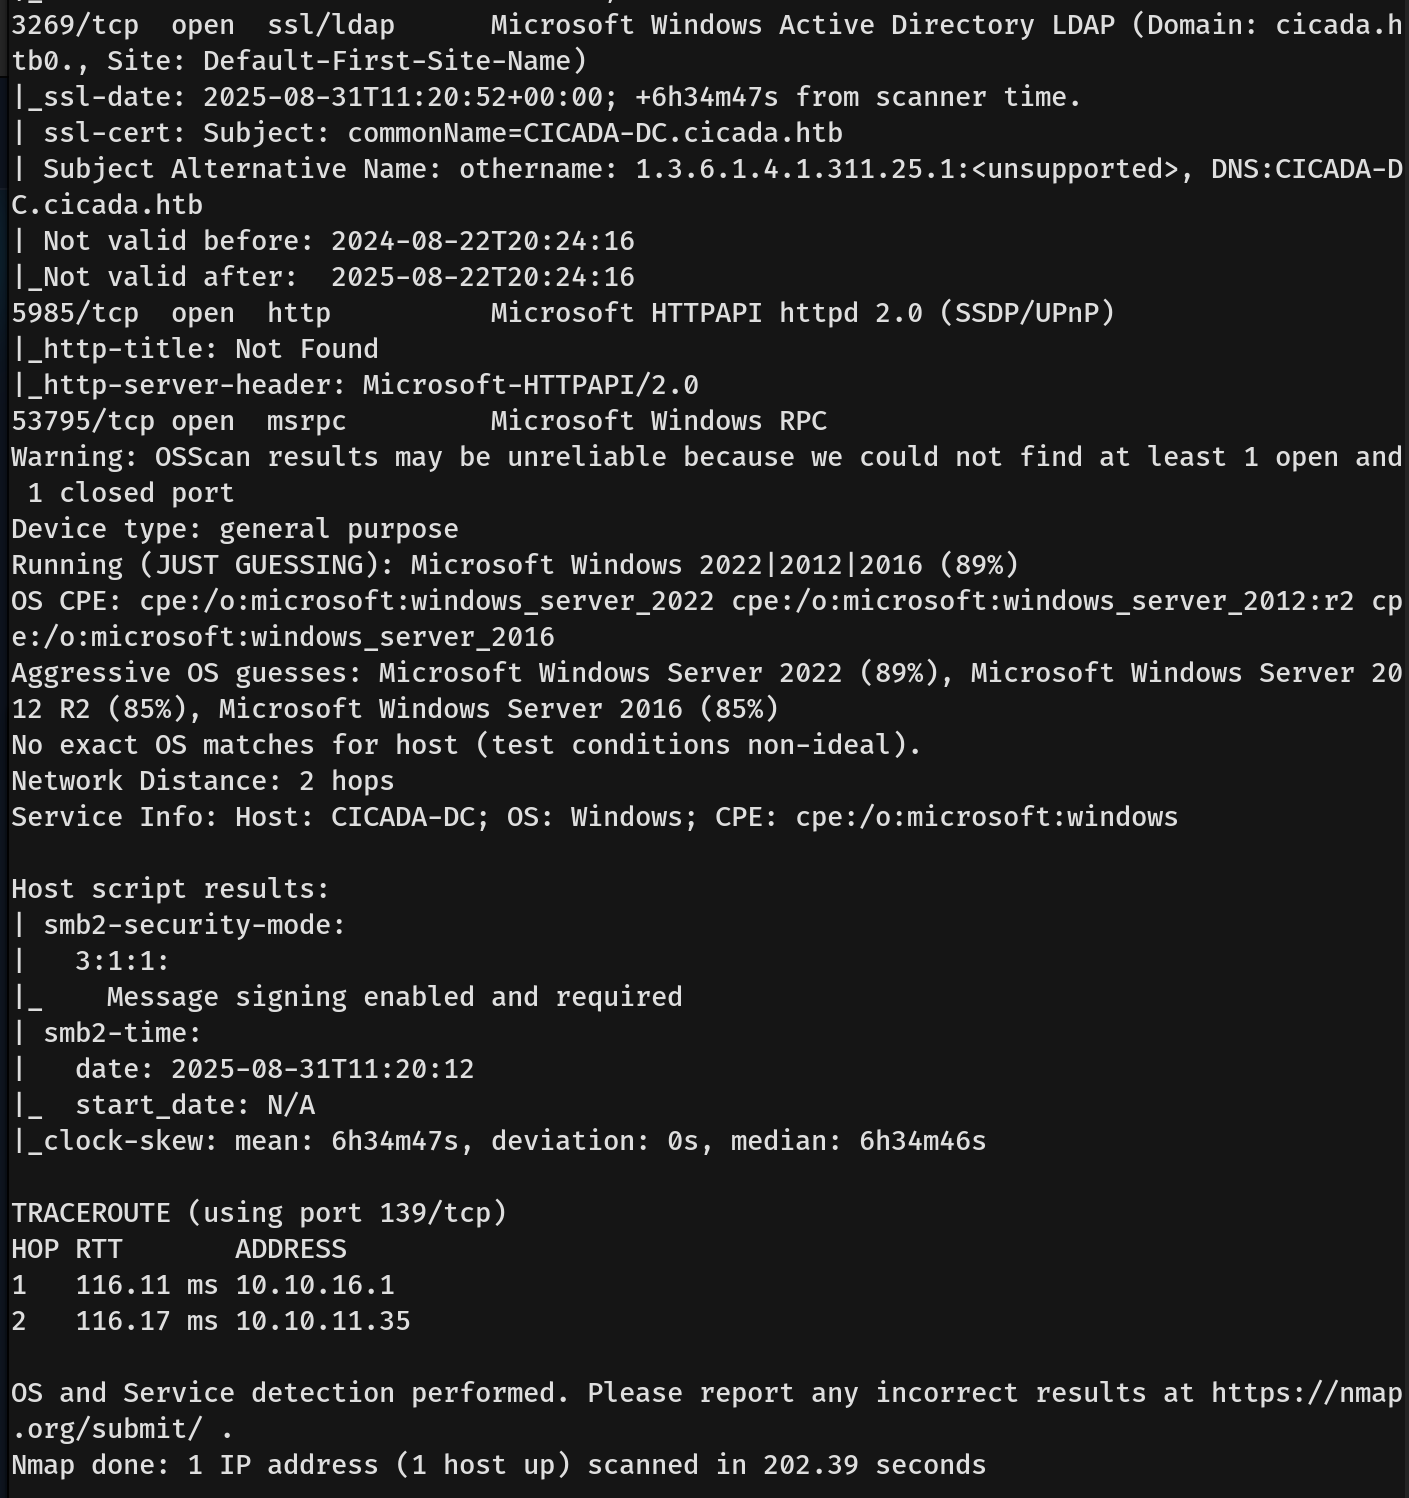 3269/tcp  open  ssl/ldap      Microsoft Windows Active Directory LDAP (Domain: cicada.h
tb0., Site: Default-First-Site-Name)
|_ssl-date: 2025-08-31T11:20:52+00:00; +6h34m47s from scanner time.
| ssl-cert: Subject: commonName=CICADA-DC.cicada.htb
| Subject Alternative Name: othername: 1.3.6.1.4.1.311.25.1:<unsupported>, DNS:CICADA-D
C.cicada.htb
| Not valid before: 2024-08-22T20:24:16
|_Not valid after:  2025-08-22T20:24:16
5985/tcp  open  http          Microsoft HTTPAPI httpd 2.0 (SSDP/UPnP)
|_http-title: Not Found
|_http-server-header: Microsoft-HTTPAPI/2.0
53795/tcp open  msrpc         Microsoft Windows RPC
Warning: OSScan results may be unreliable because we could not find at least 1 open and
 1 closed port
Device type: general purpose
Running (JUST GUESSING): Microsoft Windows 2022|2012|2016 (89%)
OS CPE: cpe:/o:microsoft:windows_server_2022 cpe:/o:microsoft:windows_server_2012:r2 cp
e:/o:microsoft:windows_server_2016
Aggressive OS guesses: Microsoft Windows Server 2022 (89%), Microsoft Windows Server 20
12 R2 (85%), Microsoft Windows Server 2016 (85%)
No exact OS matches for host (test conditions non-ideal).
Network Distance: 2 hops
Service Info: Host: CICADA-DC; OS: Windows; CPE: cpe:/o:microsoft:windows

Host script results:
| smb2-security-mode:
|   3:1:1:
|_    Message signing enabled and required
| smb2-time:
|   date: 2025-08-31T11:20:12
|_  start_date: N/A
|_clock-skew: mean: 6h34m47s, deviation: 0s, median: 6h34m46s

TRACEROUTE (using port 139/tcp)
HOP RTT       ADDRESS
1   116.11 ms 10.10.16.1
2   116.17 ms 10.10.11.35

OS and Service detection performed. Please report any incorrect results at https://nmap
.org/submit/ .
Nmap done: 1 IP address (1 host up) scanned in 202.39 seconds